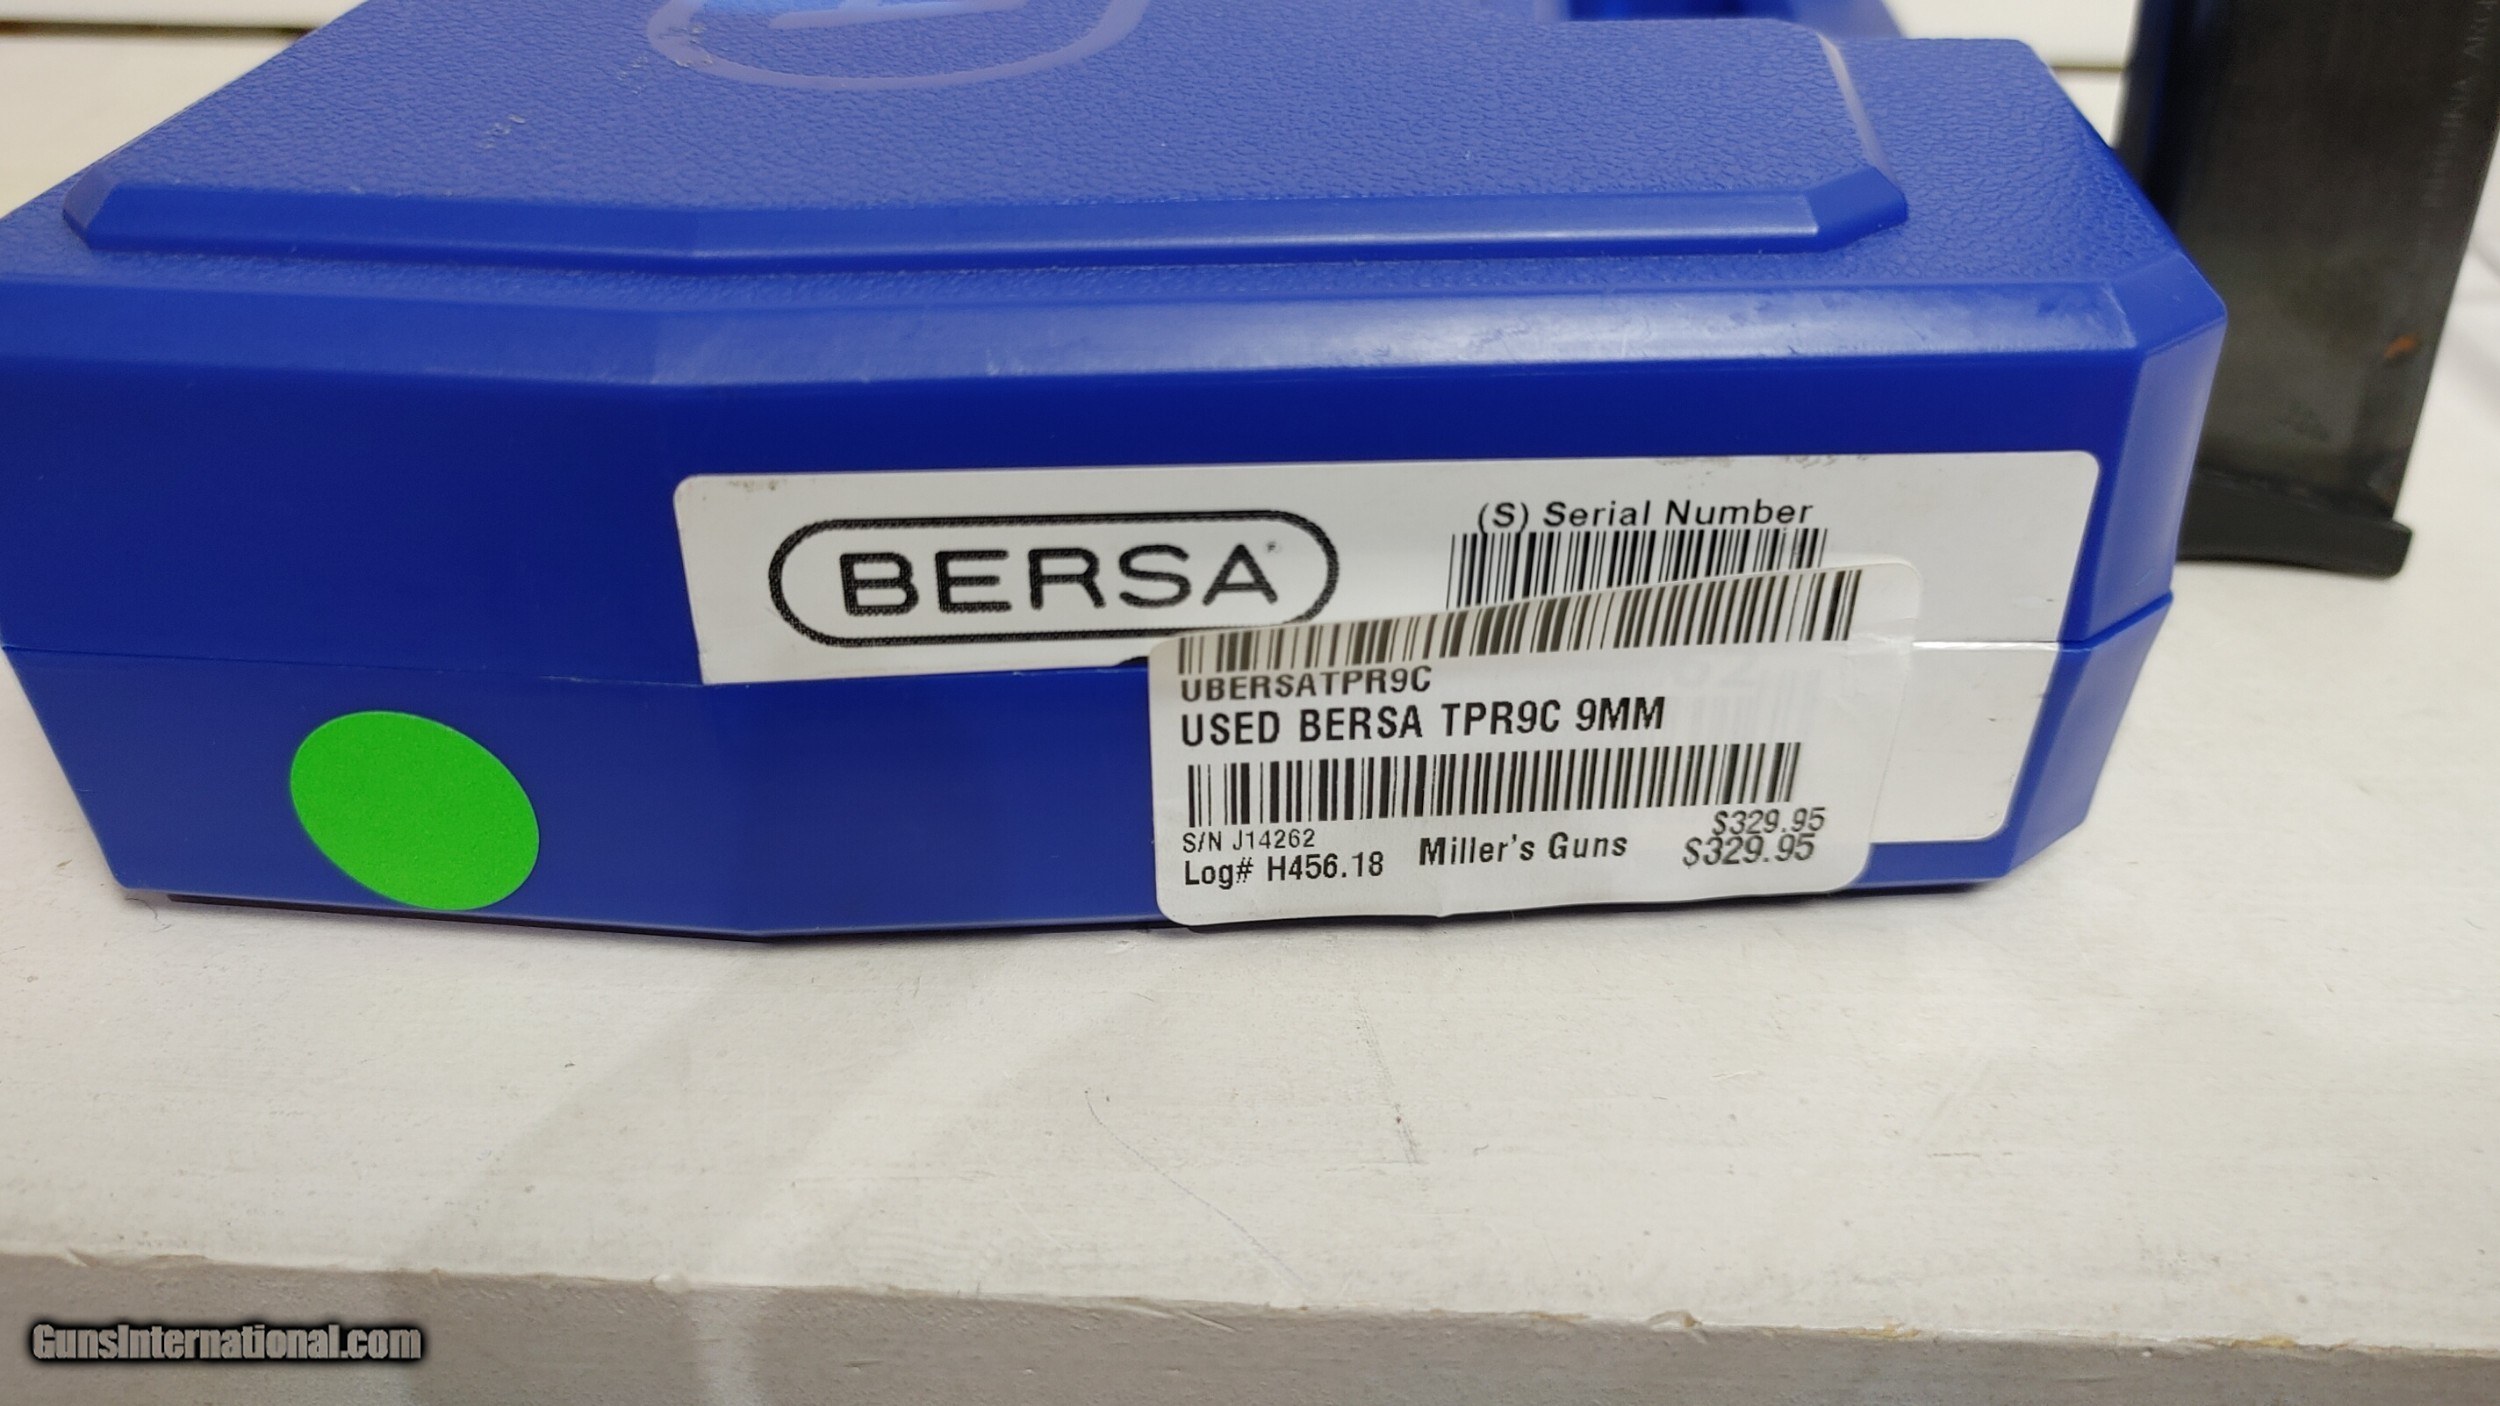 BERSA
(S) Serial Number
UBERSATPR9C
USED BERSA TPR9C 9MM
$329.95
S/N J14262
Log# H456.18 Miller's Guns $329.95
GunsInternational.com